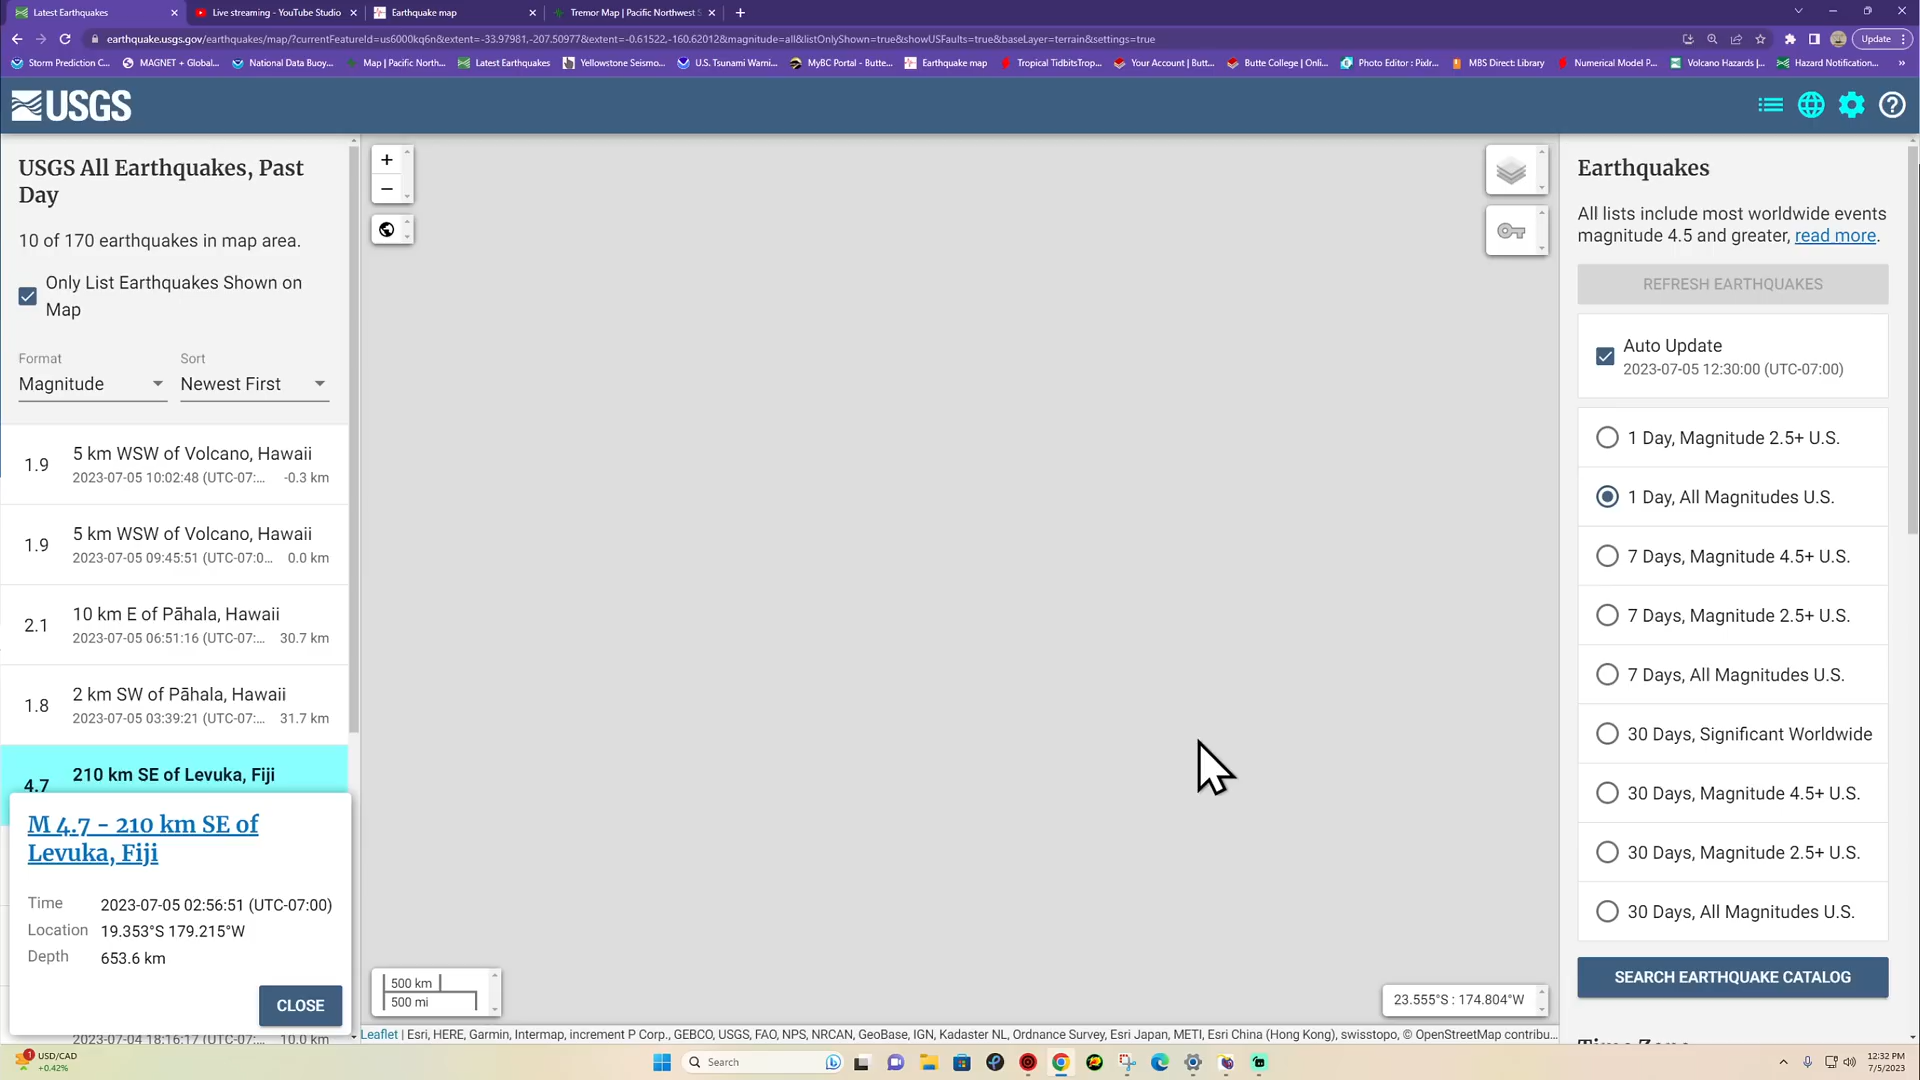 Latest Earthquakes
Live streaming - YouTube Studio
Earthquake map
Tremor Map | Pacific Northwest S
earthquake.usgs.gov/earthquakes/map/?currentFeatureId=us6000kq6n&extent=-33.97981,-207.50977&extent=-0.61522,-160.62012&magnitude=all&listOnlyShown=true&showUSFaults=true&baseLayer=terrain&settings=true
Update
Storm Prediction C...
MAGNET + Global...
National Data Buoy...
Map | Pacific North...
Latest Earthquakes
Yellowstone Seismo...
U.S. Tsunami Warni...
MyBC Portal - Butte...
Earthquake map
Tropical TidbitsTrop...
Your Account | Butt...
Butte College | Onli...
Photo Editor : Pixlr...
MBS Direct Library
Numerical Model P...
Volcano Hazards |...
Hazard Notification...
USGS
USGS All Earthquakes, Past
Day
10 of 170 earthquakes in map area.
Only List Earthquakes Shown on
Map
Format
Sort
Magnitude
Newest First
1.9
5 km WSW of Volcano, Hawaii
2023-07-05 10:02:48 (UTC-07:... -0.3 km
1.9
5 km WSW of Volcano, Hawaii
2023-07-05 09:45:51 (UTC-07:0... 0.0 km
2.1
10 km E of Pāhala, Hawaii
2023-07-05 06:51:16 (UTC-07:... 30.7 km
1.8
2 km SW of Pāhala, Hawaii
2023-07-05 03:39:21 (UTC-07:... 31.7 km
4.7
210 km SE of Levuka, Fiji
M 4.7 - 210 km SE of
Levuka, Fiji
Time 2023-07-05 02:56:51 (UTC-07:00)
Location 19.353°S 179.215°W
Depth 653.6 km
CLOSE
2023-07-04 18:16:17 (UTC-07:... 10.0 km
500 km
500 mi
23.555°S : 174.804°W
Leaflet | Esri, HERE, Garmin, Intermap, increment P Corp., GEBCO, USGS, FAO, NPS, NRCAN, GeoBase, IGN, Kadaster NL, Ordnance Survey, Esri Japan, METI, Esri China (Hong Kong), swisstopo, © OpenStreetMap contribu...
Earthquakes
All lists include most worldwide events
magnitude 4.5 and greater, read more.
REFRESH EARTHQUAKES
Auto Update
2023-07-05 12:30:00 (UTC-07:00)
1 Day, Magnitude 2.5+ U.S.
1 Day, All Magnitudes U.S.
7 Days, Magnitude 4.5+ U.S.
7 Days, Magnitude 2.5+ U.S.
7 Days, All Magnitudes U.S.
30 Days, Significant Worldwide
30 Days, Magnitude 4.5+ U.S.
30 Days, Magnitude 2.5+ U.S.
30 Days, All Magnitudes U.S.
SEARCH EARTHQUAKE CATALOG
Time Zone
1
USD/CAD
+0.42%
Search
12:32 PM
7/5/2023